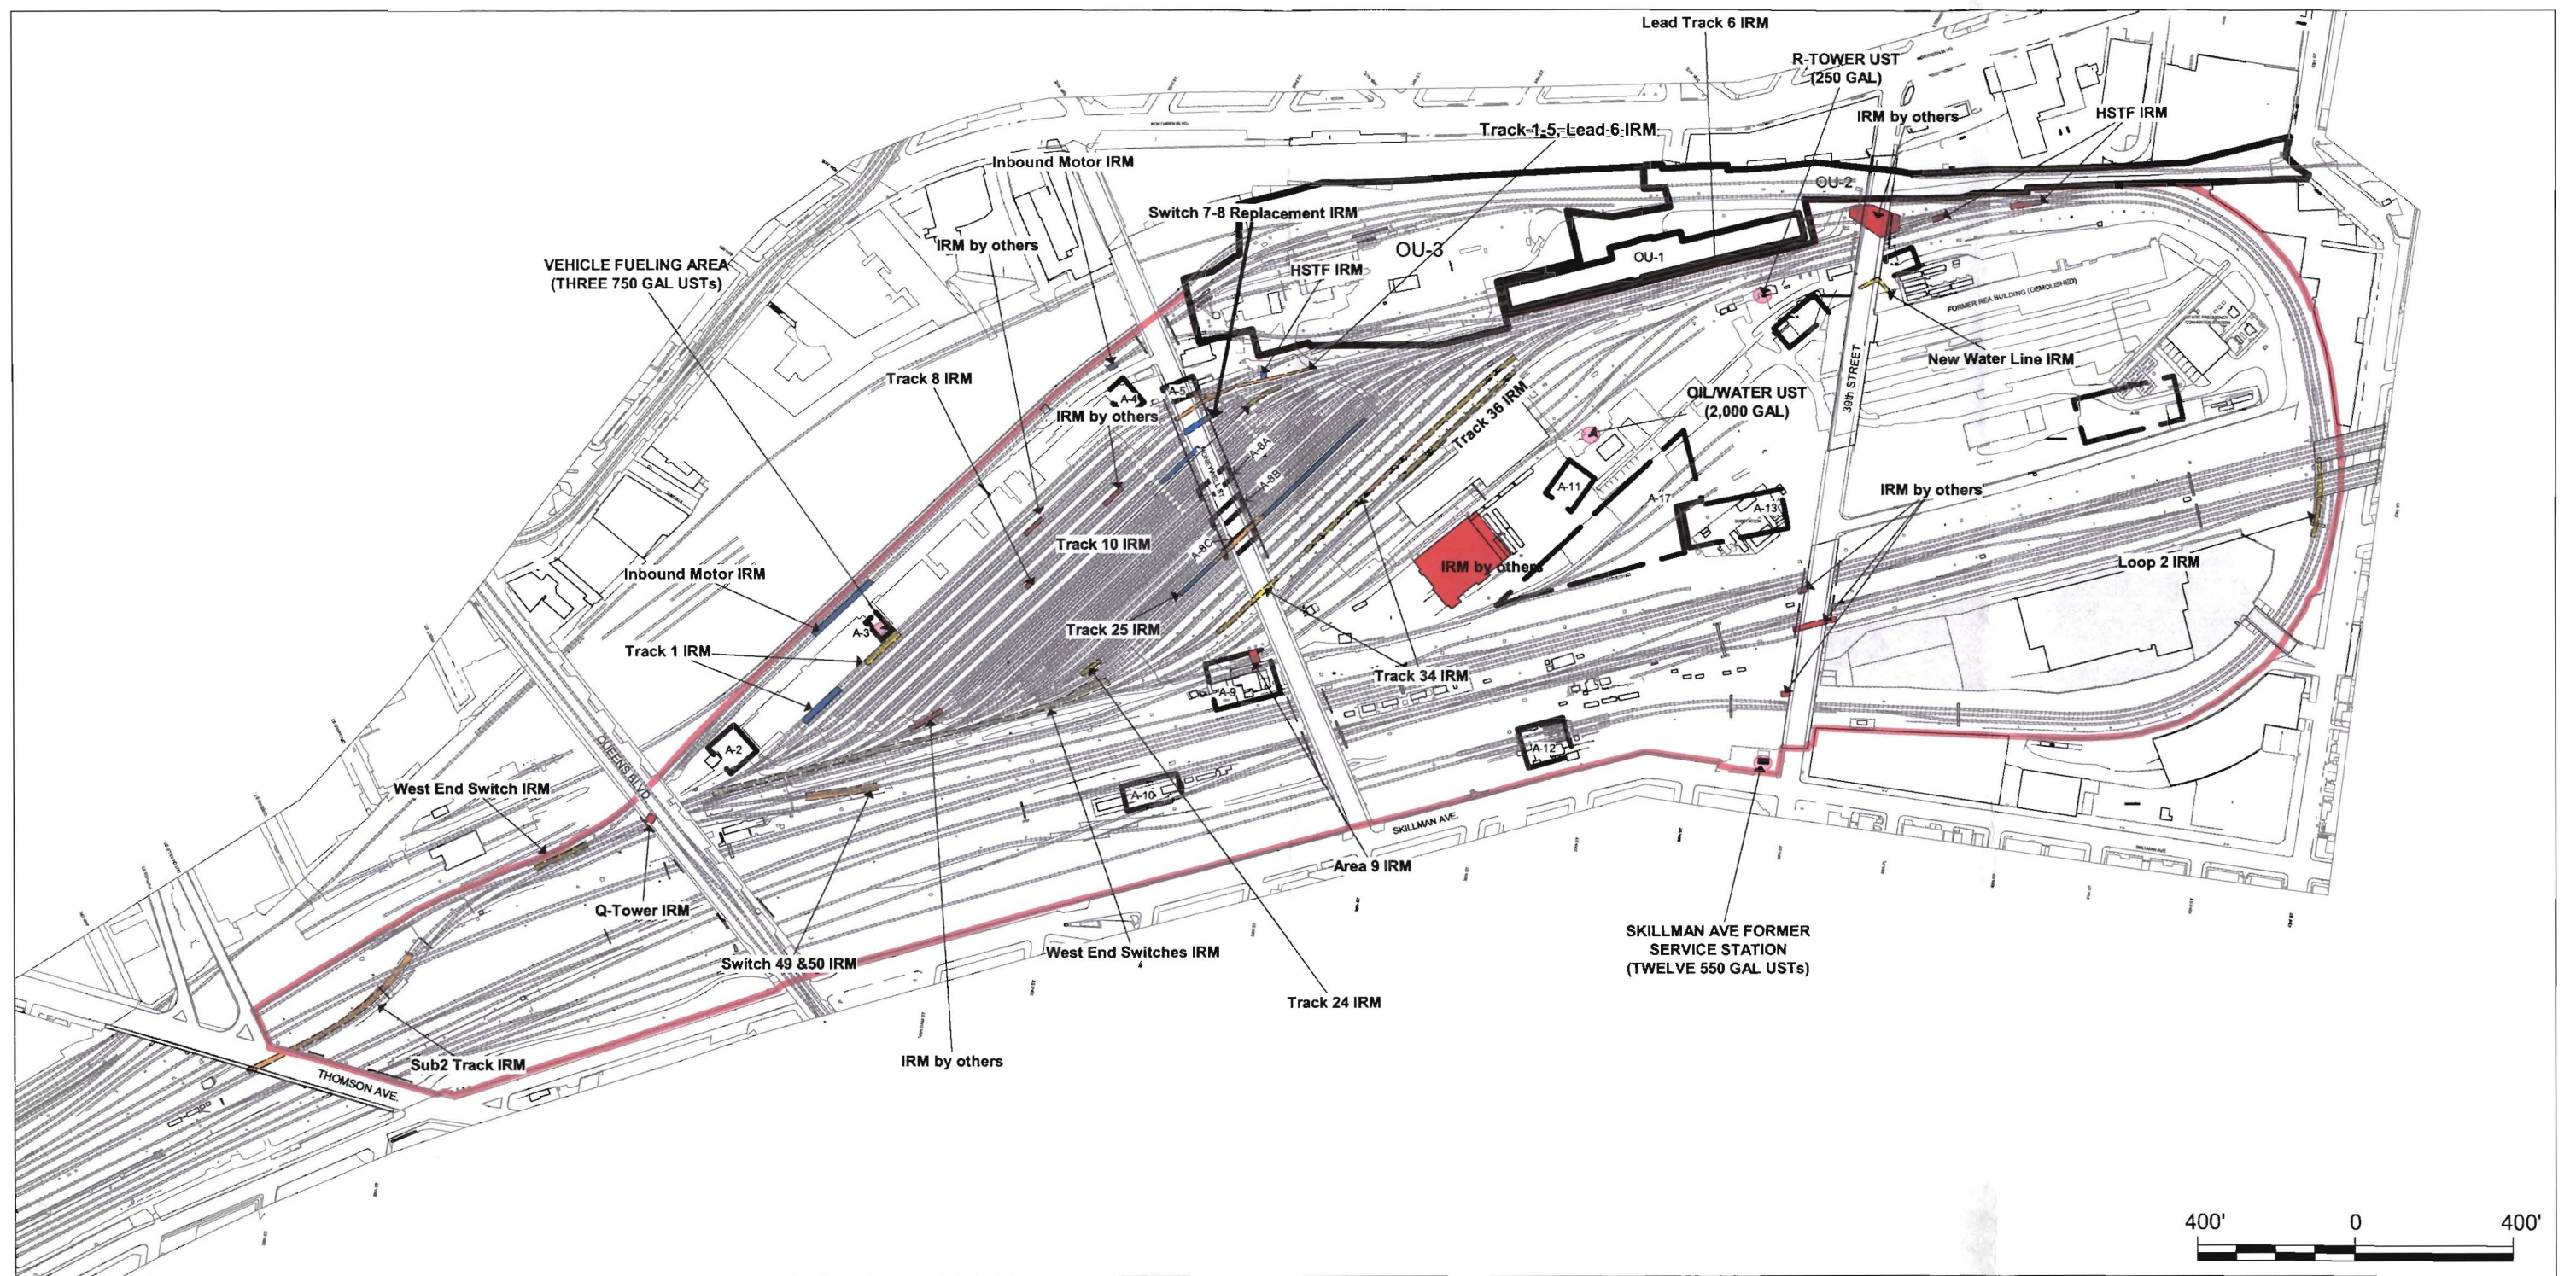 Lead Track 6 IRM
R-TOWER UST
(250 GAL)
IRM by others
HSTF IRM
Track 1-5, Lead 6 IRM
Inbound Motor IRM
OU-2
Switch 7-8 Replacement IRM
IRM by others
OU-3
OU-1
VEHICLE FUELING AREA
(THREE 750 GAL USTs)
HSTF IRM
FORMER REA BUILDING (DEMOLISHED)
New Water Line IRM
39th STREET
Track 8 IRM
A-4
A-5
IRM by others
Track 36 IRM
OIL/WATER UST
(2,000 GAL)
A-8A
A-8B
HONEYWELL ST.
A-8C
A-11
A-17
A-13
IRM by others
Track 10 IRM
IRM by others
Loop 2 IRM
Inbound Motor IRM
A-3
Track 25 IRM
Track 1 IRM
Track 34 IRM
A-9
A-2
A-12
QUEENS BLVD.
West End Switch IRM
A-10
SKILLMAN AVE.
SKILLMAN AVE.
Area 9 IRM
Q-Tower IRM
Switch 49 &50 IRM
West End Switches IRM
SKILLMAN AVE FORMER
SERVICE STATION
(TWELVE 550 GAL USTs)
Track 24 IRM
Sub2 Track IRM
IRM by others
THOMSON AVE.
400' 0 400'